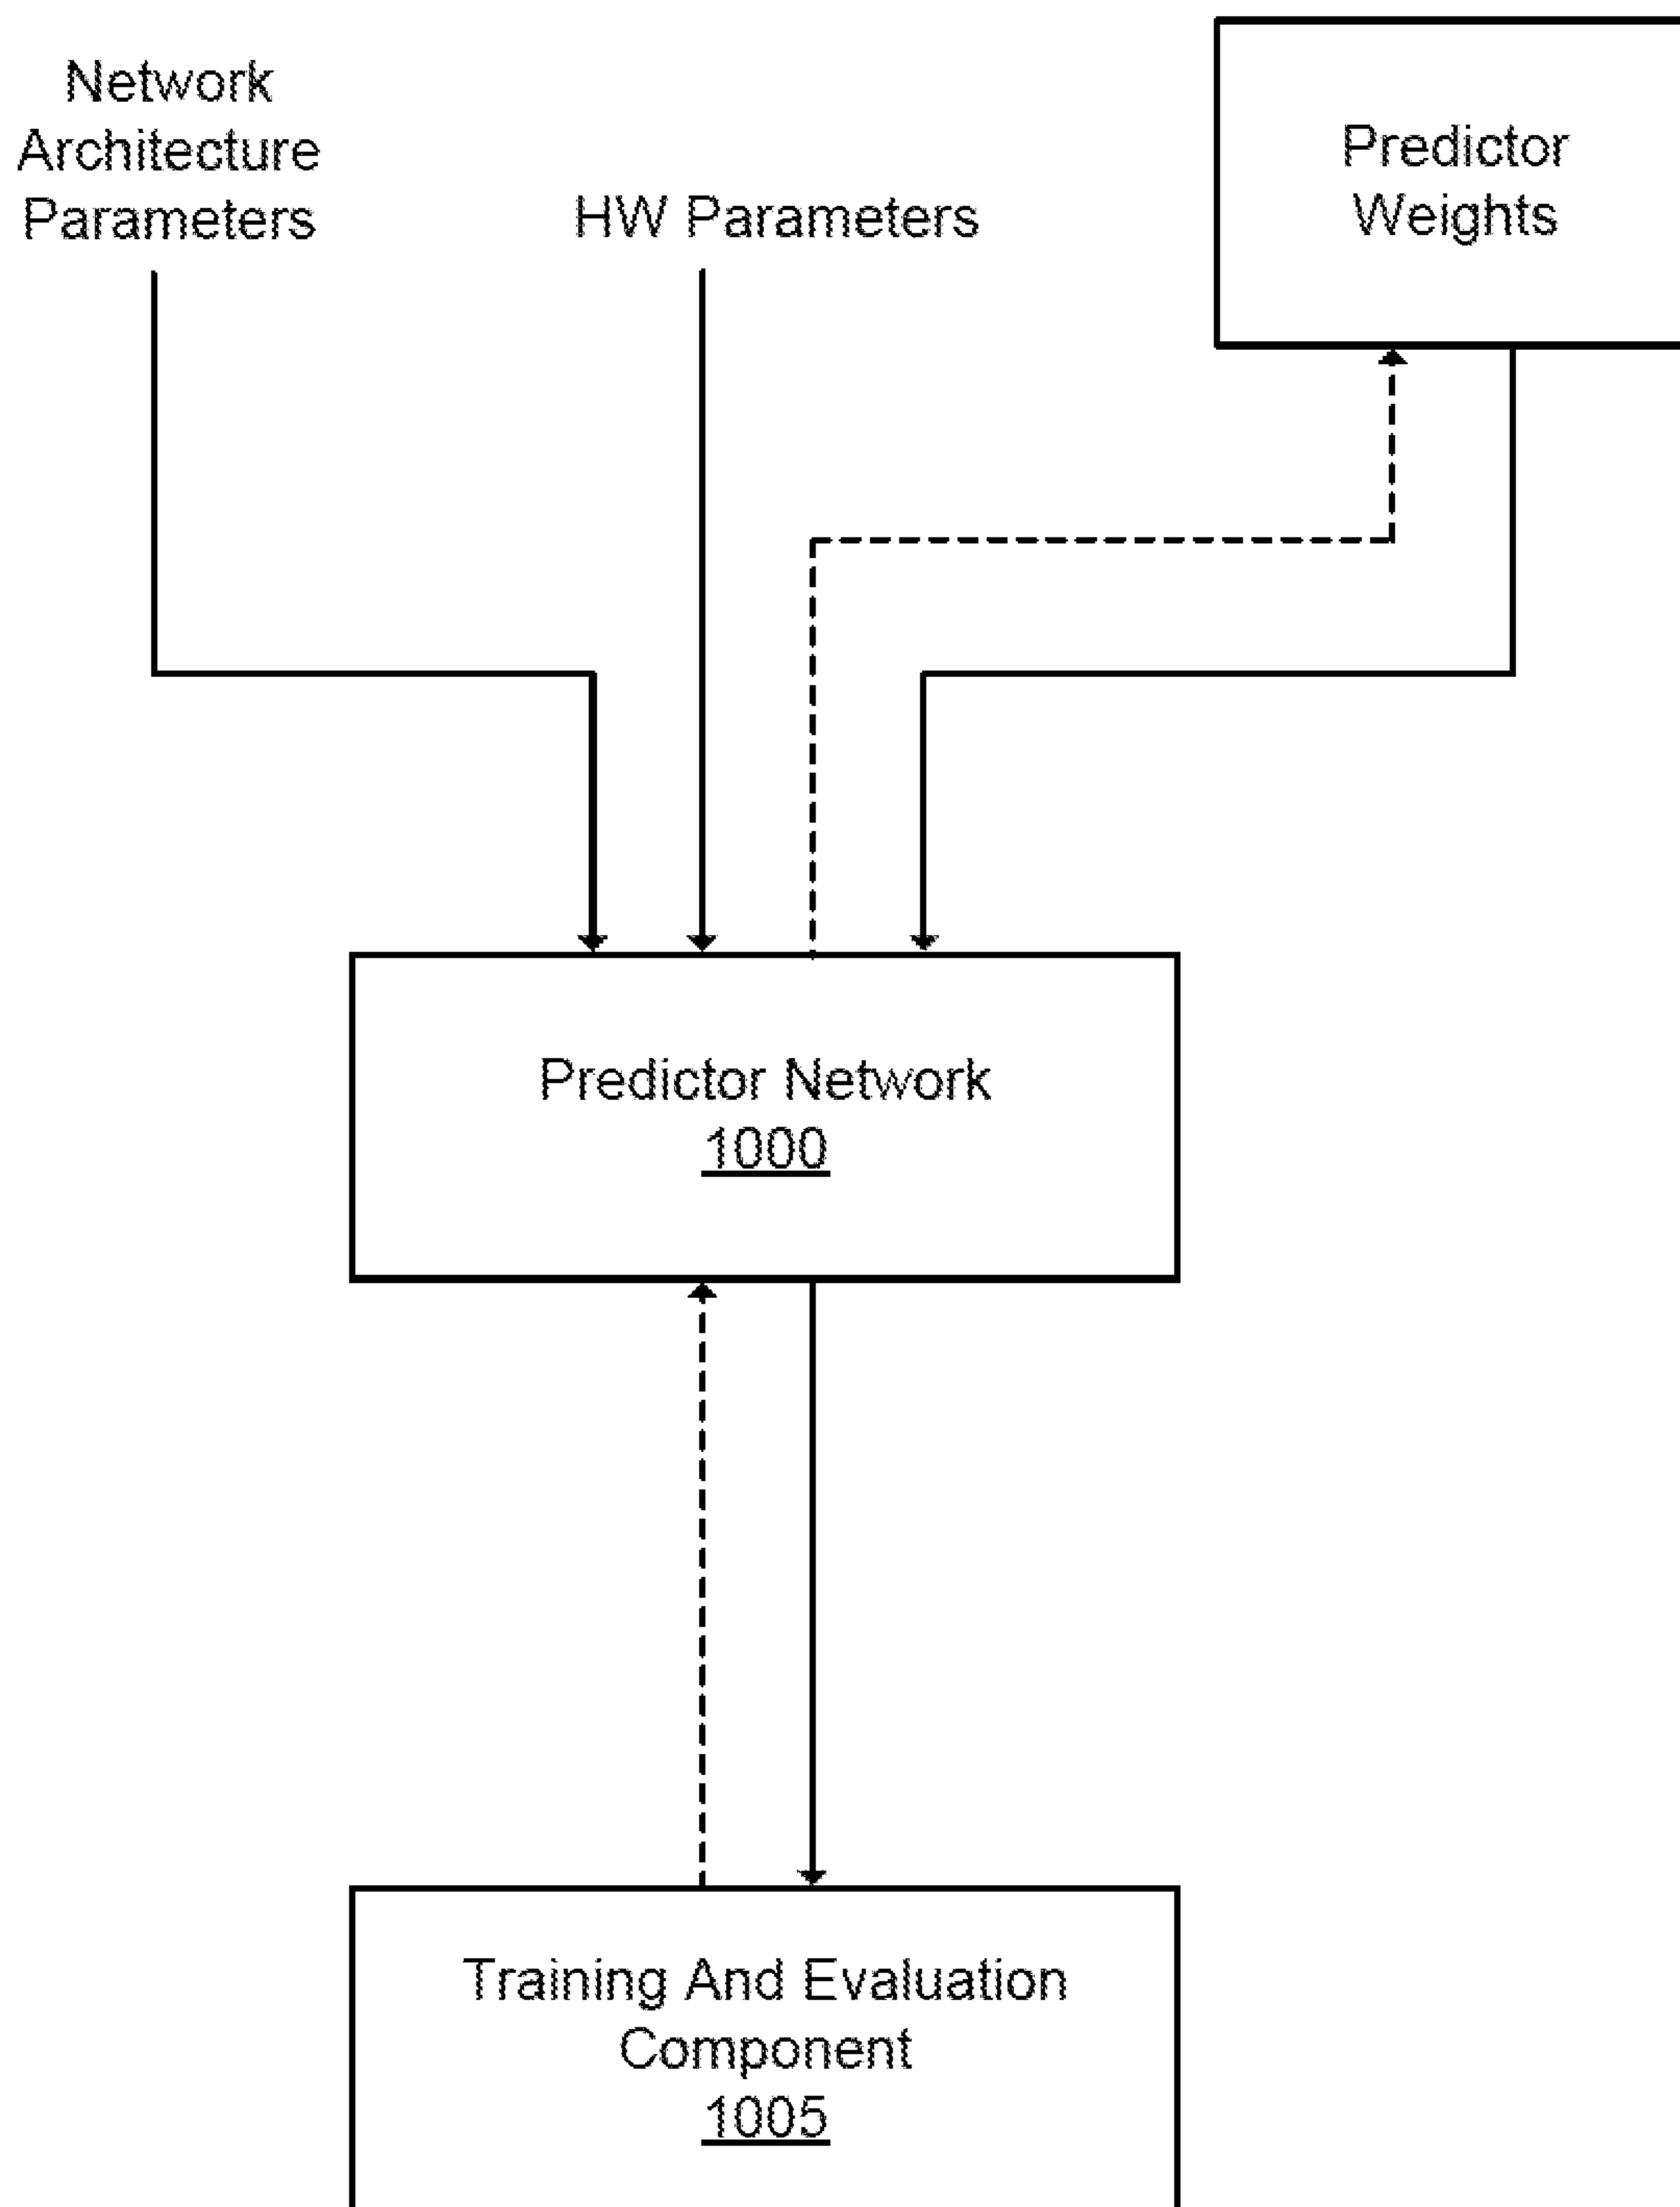 Network
Architecture
Parameters
HW Parameters
Predictor
Weights
Predictor Network
1000
Training And Evaluation
Component
1005